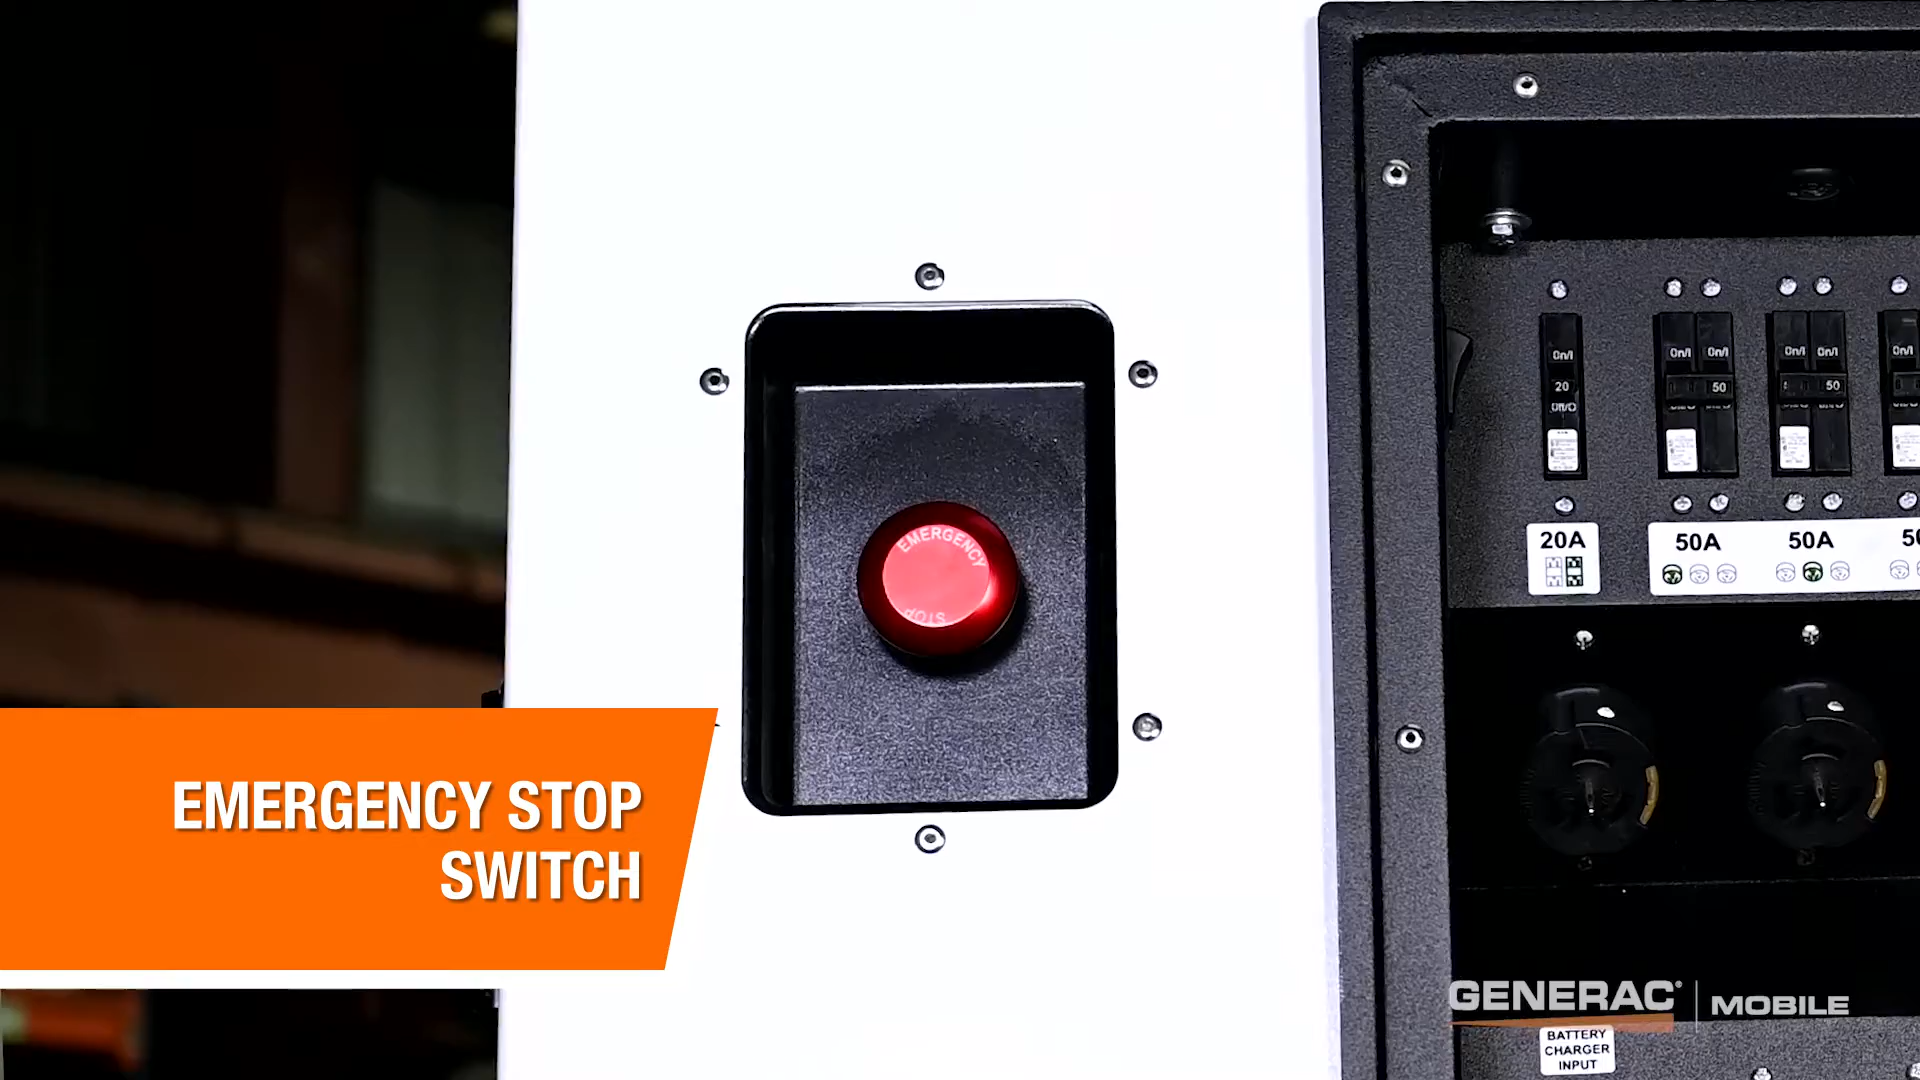 EMERGENCY
STOP
On/I
20
Off/O
On/I On/I
50
On/I On/I
50
On/I
20A
50A
50A
EMERGENCY STOP
SWITCH
GENERAC® | MOBILE
BATTERY
CHARGER
INPUT